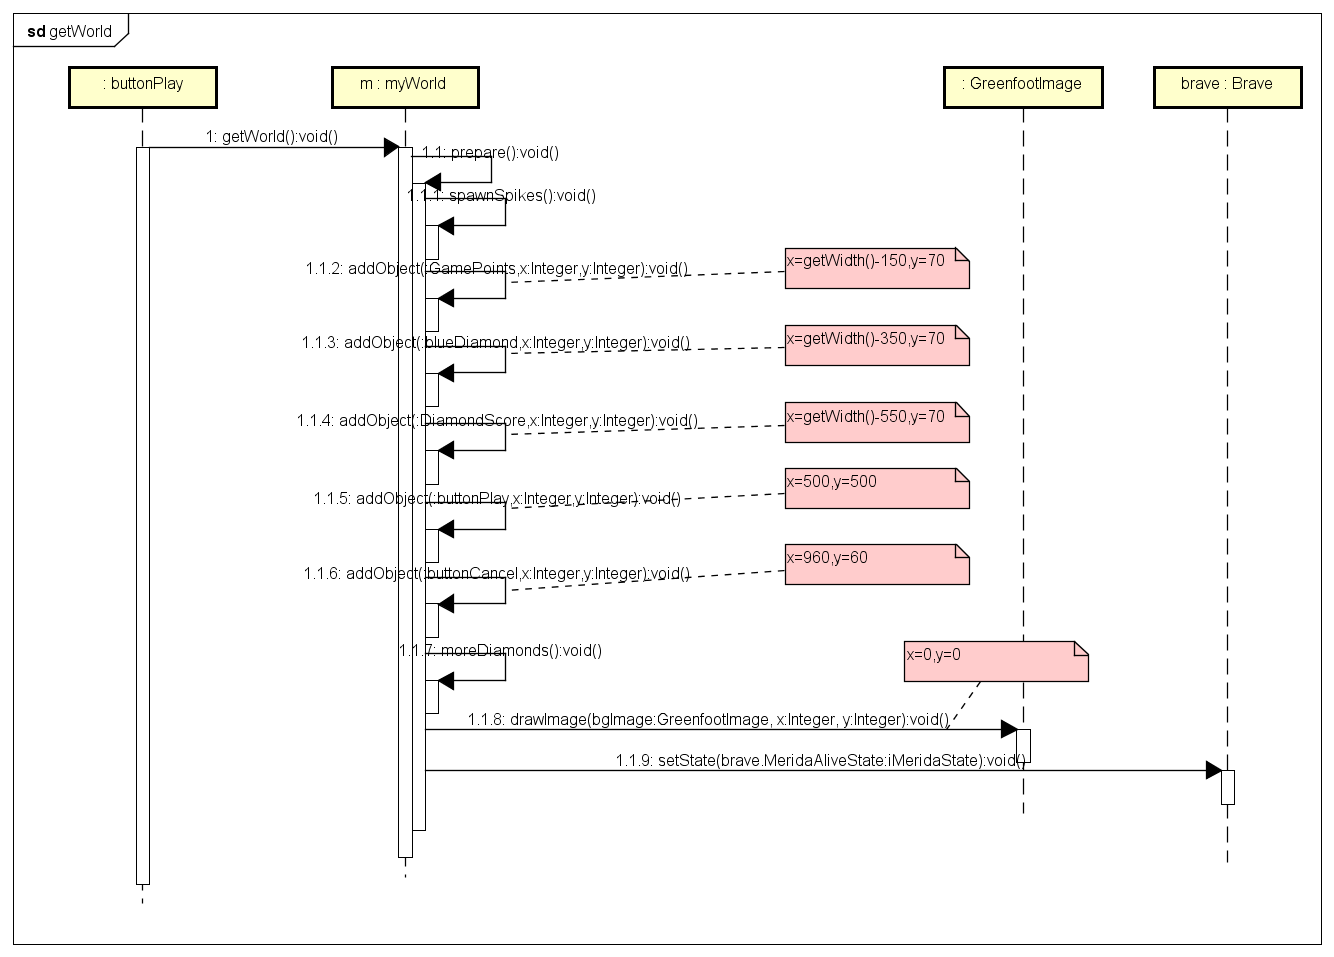 sd getWorld
: buttonPlay
m : myWorld
: GreenfootImage
brave : Brave
1: getWorld():void()
1.1: prepare():void()
1.1.1: spawnSpikes():void()
1.1.2: addObject(:GamePoints,x:Integer,y:Integer):void()
x=getWidth()-150,y=70
1.1.3: addObject(:blueDiamond,x:Integer,y:Integer):void()
x=getWidth()-350,y=70
1.1.4: addObject(:DiamondScore,x:Integer,y:Integer):void()
x=getWidth()-550,y=70
1.1.5: addObject(:buttonPlay,x:Integer,y:Integer):void()
x=500,y=500
1.1.6: addObject(:buttonCancel,x:Integer,y:Integer):void()
x=960,y=60
1.1.7: moreDiamonds():void()
x=0,y=0
1.1.8: drawImage(bgImage:GreenfootImage, x:Integer, y:Integer):void()
1.1.9: setState(brave.MeridaAliveState:iMeridaState):void()